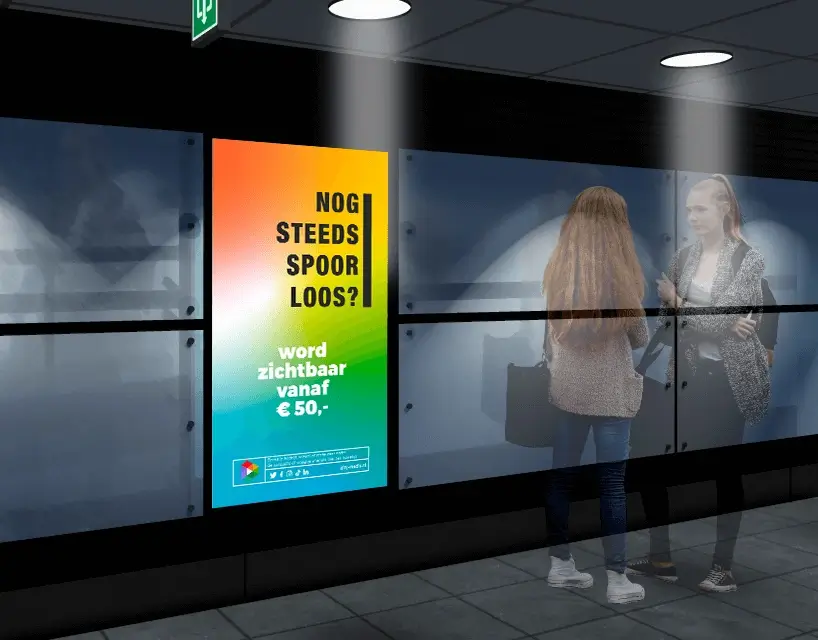 NOG
STEEDS
SPOOR
LOOS?
word
zichtbaar
vanaf
€ 50,-